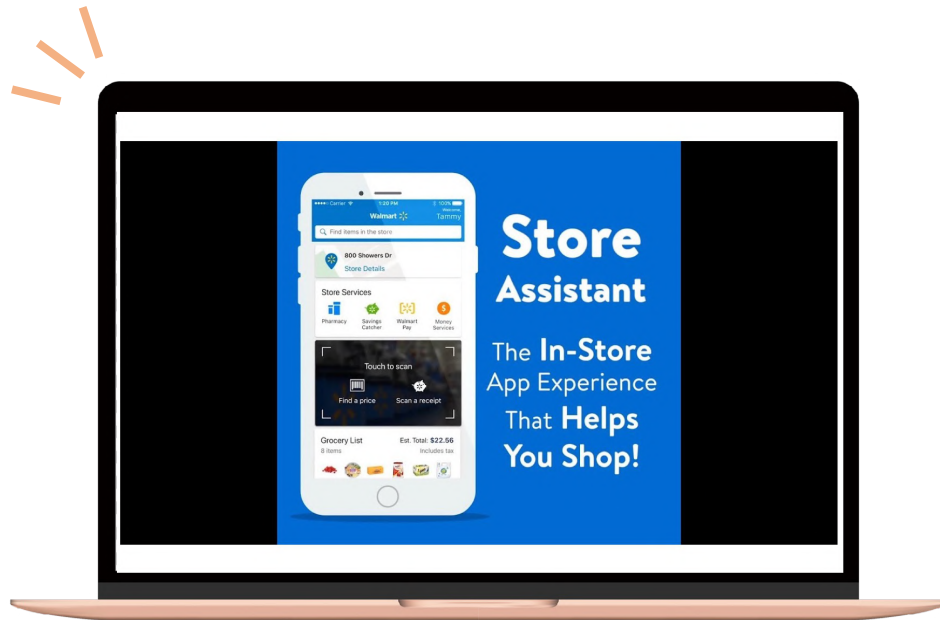 Carrier 1:20 PM 100%
Welcome,
Walmart Tammy
Find items in the store
800 Showers Dr
Store Details
Store Services
Pharmacy Savings Catcher Walmart Pay Money Services
Touch to scan
Find a price Scan a receipt
Grocery List Est. Total: $22.56
8 items Includes tax
Store
Assistant
The In-Store
App Experience
That Helps
You Shop!